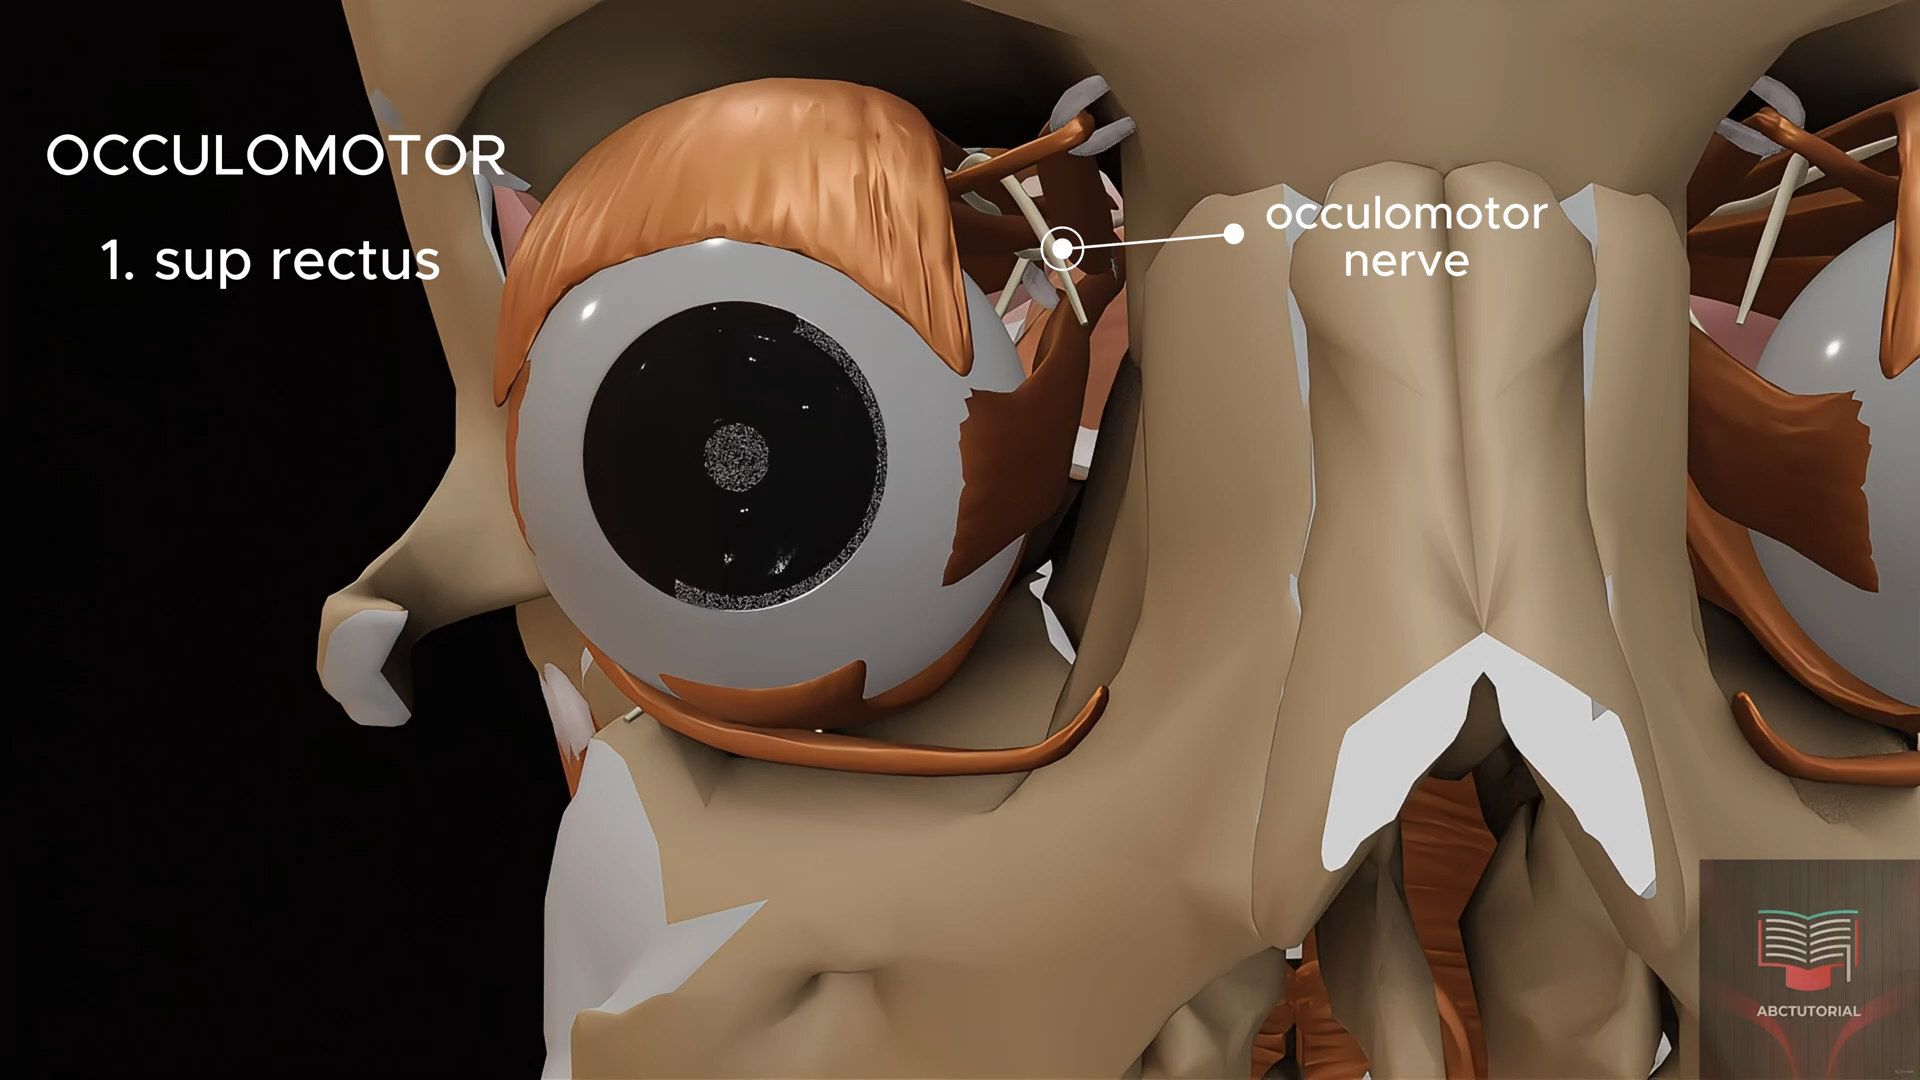 OCCULOMOTOR
1. sup rectus
occulomotor
nerve
ABCTUTORIAL